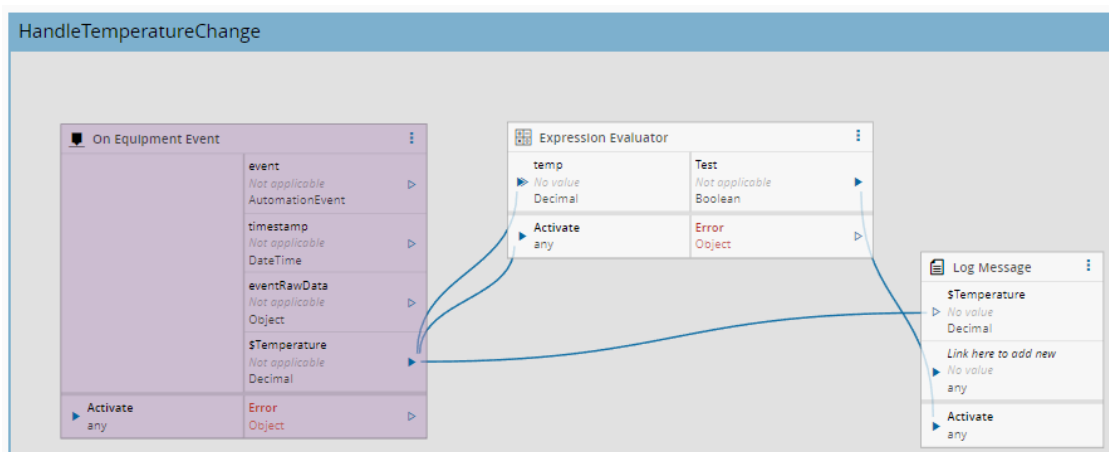 HandleTemperatureChange
On Equipment Event
event
Not applicable
AutomationEvent
timestamp
Not applicable
DateTime
eventRawData
Not applicable
Object
$Temperature
Not applicable
Decimal
Activate
any
Error
Object
Expression Evaluator
temp
No value
Decimal
Test
Not applicable
Boolean
Activate
any
Error
Object
Log Message
$Temperature
No value
Decimal
Link here to add new
No value
any
Activate
any